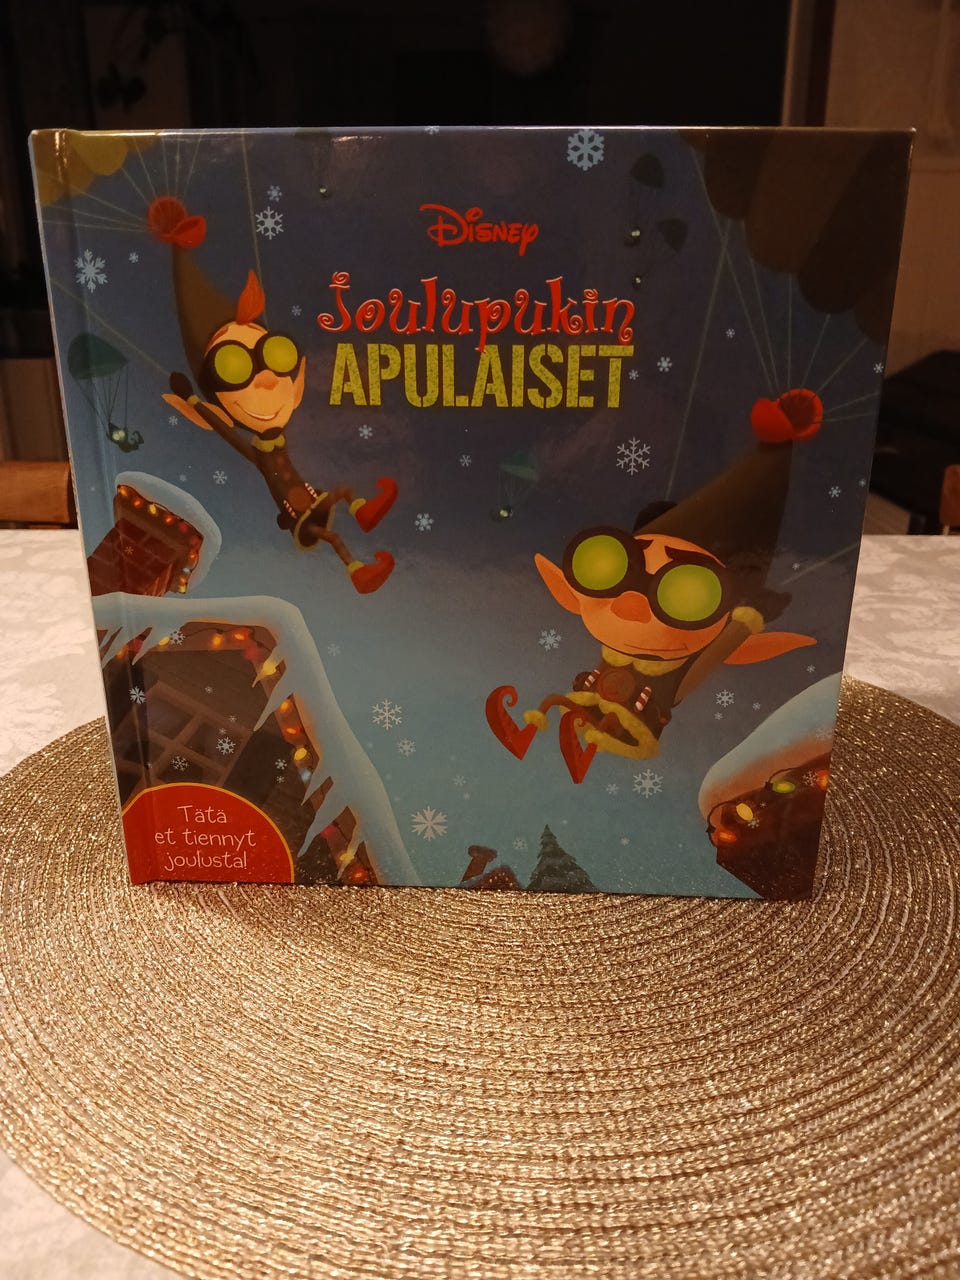 Disney
Joulupukin
APULAISET
Tätä
et tiennyt
joulusta!